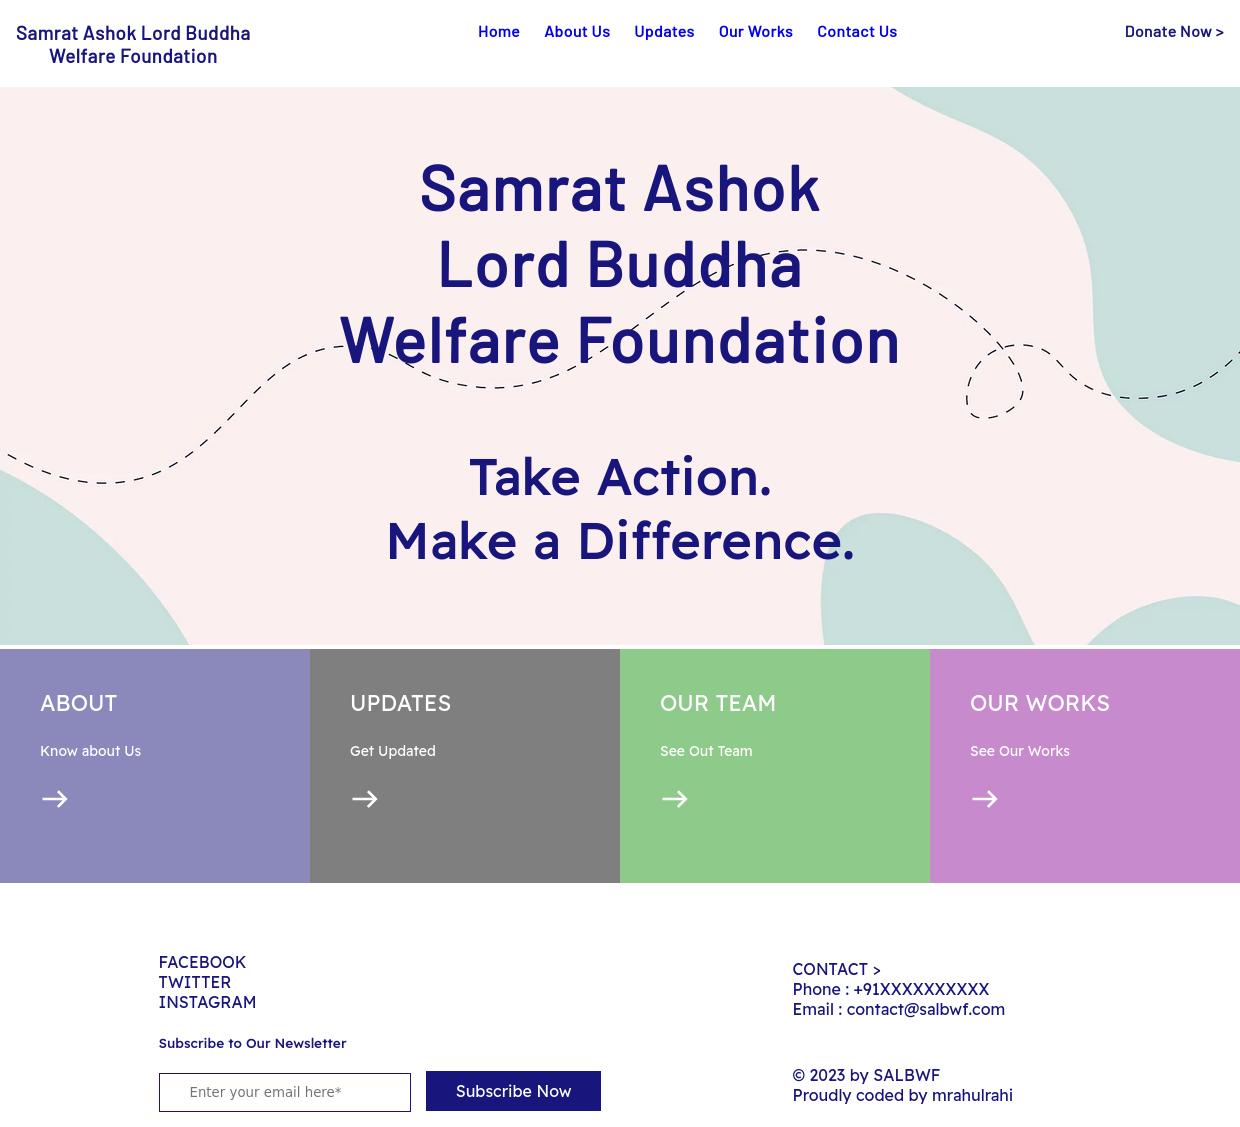 Samrat Ashok Lord Buddha
Welfare Foundation
Home About Us Updates Our Works Contact Us
Donate Now >
Samrat Ashok
Lord Buddha
Welfare Foundation
Take Action.
Make a Difference.
ABOUT
Know about Us
UPDATES
Get Updated
OUR TEAM
See Out Team
OUR WORKS
See Our Works
FACEBOOK
TWITTER
INSTAGRAM
Subscribe to Our Newsletter
Enter your email here*
Subscribe Now
CONTACT >
Phone : +91XXXXXXXXXX
Email : contact@salbwf.com
© 2023 by SALBWF
Proudly coded by mrahulrahi